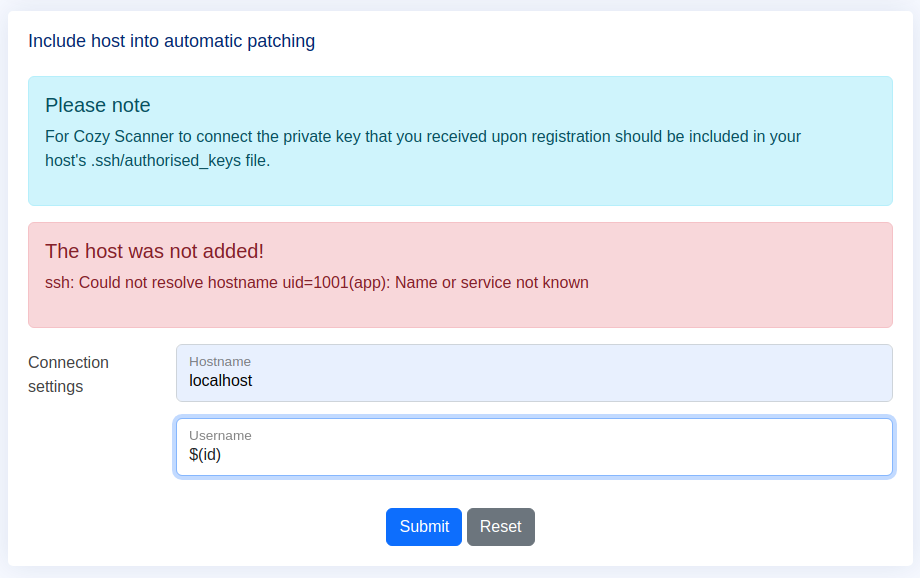 Include host into automatic patching
Please note
For Cozy Scanner to connect the private key that you received upon registration should be included in your
host's .ssh/authorised_keys file.
The host was not added!
ssh: Could not resolve hostname uid=1001(app): Name or service not known
Connection
settings
Hostname
localhost
Username
$(id)
Submit
Reset